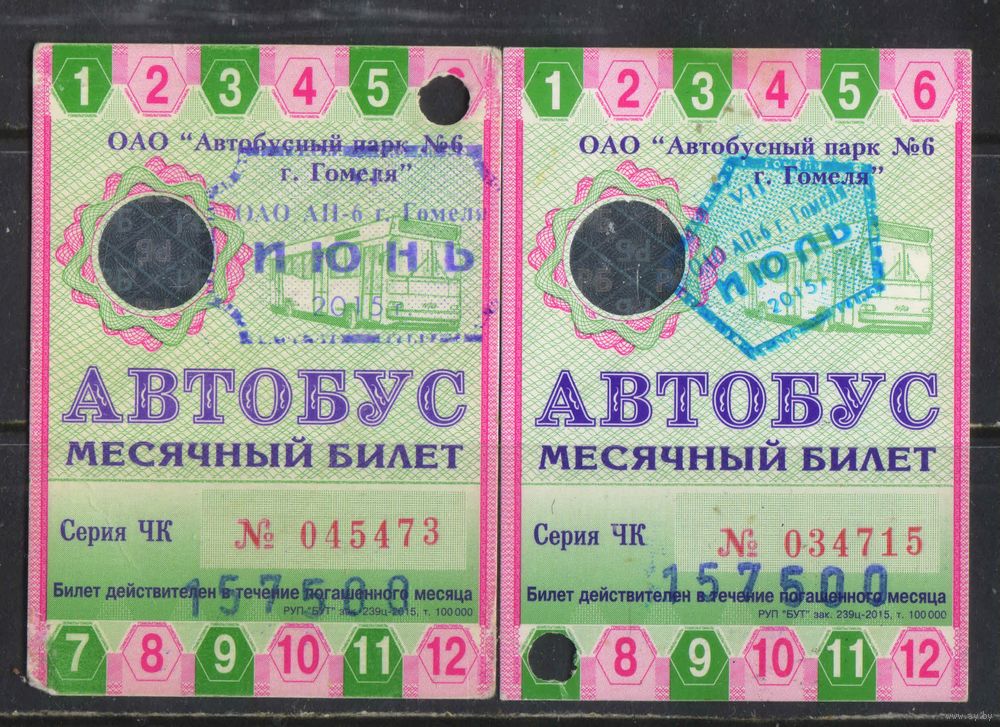 1 2 3 4 5
ОАО "Автобусный парк №6
г. Гомеля"
ОАО АП-6 г. Гомеля
ИЮНЬ
2015 г.
АВТОБУС
МЕСЯЧНЫЙ БИЛЕТ
Серия ЧК № 045473
157500
Билет действителен в течение погашенного месяца
РУП "БУТ" зак. 239ц-2015, т. 100 000
7 8 9 10 11 12
1 2 3 4 5 6
ОАО "Автобусный парк №6
г. Гомеля"
VII
ОАО АП-6 г. Гомеля
ИЮЛЬ
2015 г.
АВТОБУС
МЕСЯЧНЫЙ БИЛЕТ
Серия ЧК № 034715
157500
Билет действителен в течение погашенного месяца
РУП "БУТ" зак. 239ц-2015, т. 100 000
8 9 10 11 12
www.ay.by